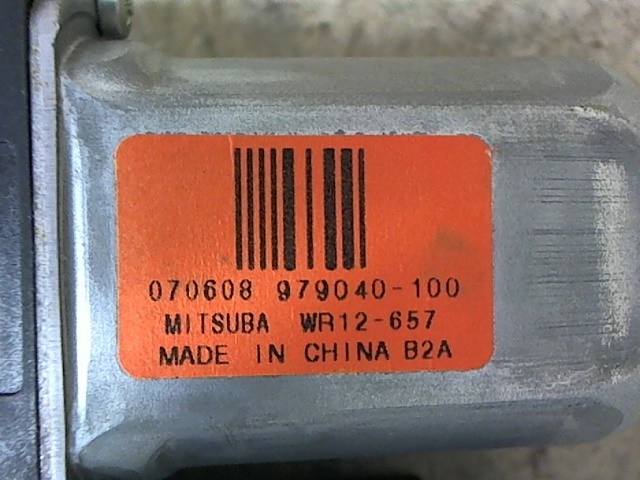 070608 979040-100
MITSUBA WR12-657
MADE IN CHINA B2A